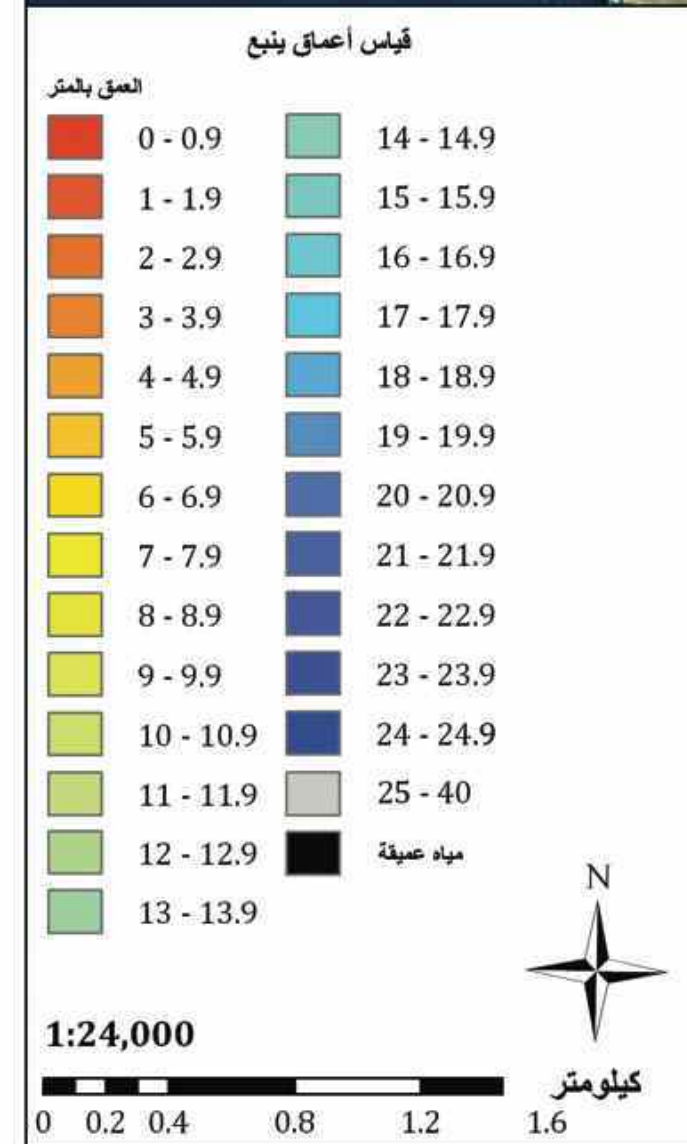 قياس أعماق ينبع
العمق بالمتر
0 - 0.9
1 - 1.9
2 - 2.9
3 - 3.9
4 - 4.9
5 - 5.9
6 - 6.9
7 - 7.9
8 - 8.9
9 - 9.9
10 - 10.9
11 - 11.9
12 - 12.9
13 - 13.9
14 - 14.9
15 - 15.9
16 - 16.9
17 - 17.9
18 - 18.9
19 - 19.9
20 - 20.9
21 - 21.9
22 - 22.9
23 - 23.9
24 - 24.9
25 - 40
مياه عميقة
N
1:24,000
كيلومتر
0 0.2 0.4 0.8 1.2 1.6